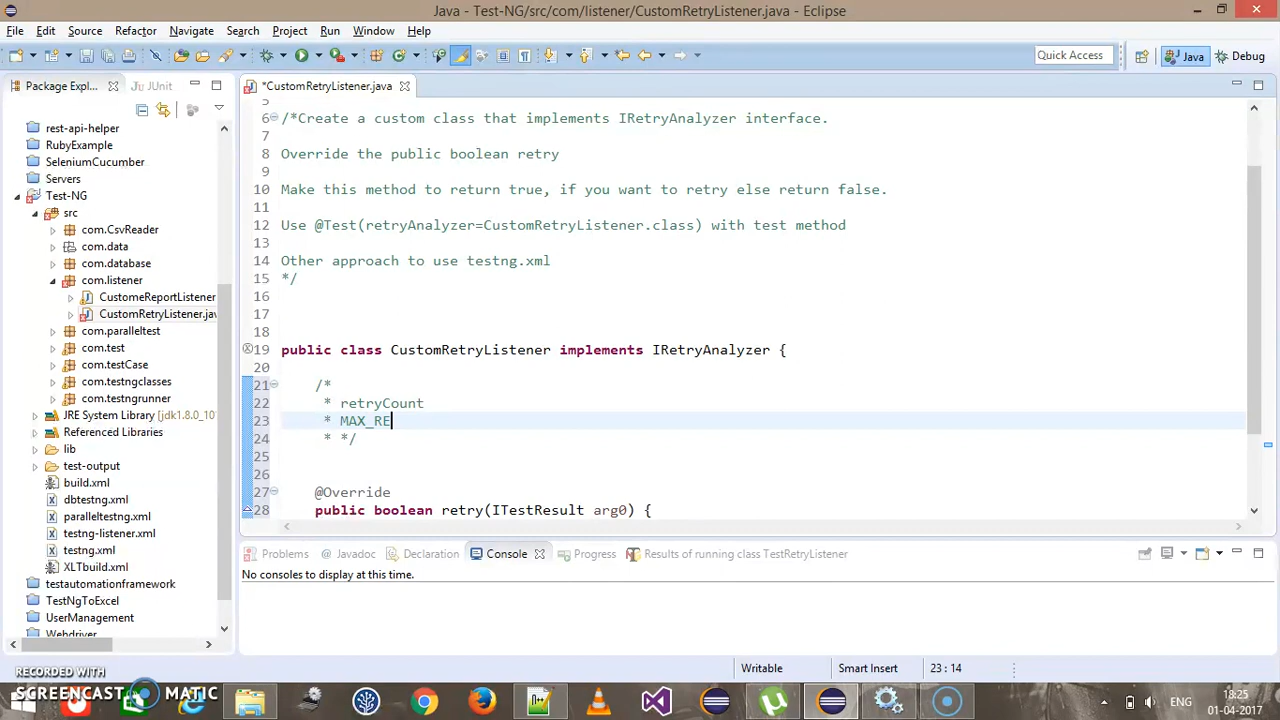 Java - Test-NG/src/com/listener/CustomRetryListener.java - Eclipse
File Edit Source Refactor Navigate Search Project Run Window Help
Quick Access Java Debug
Package Expl... JUnit
*CustomRetryListener.java
rest-api-helper
RubyExample
SeleniumCucumber
Servers
Test-NG
src
com.CsvReader
com.data
com.database
com.listener
CustomeReportListener
CustomRetryListener.java
com.paralleltest
com.test
com.testCase
com.testngclasses
com.testngrunner
JRE System Library [jdk1.8.0_101
Referenced Libraries
lib
test-output
build.xml
dbtestng.xml
paralleltestng.xml
testng-listener.xml
testng.xml
XLTbuild.xml
testautomationframework
TestNgToExcel
UserManagement
Webdriver
5
6 /*Create a custom class that implements IRetryAnalyzer interface.
7
8 Override the public boolean retry
9
10 Make this method to return true, if you want to retry else return false.
11
12 Use @Test(retryAnalyzer=CustomRetryListener.class) with test method
13
14 Other approach to use testng.xml
15 */
16
17
18
19 public class CustomRetryListener implements IRetryAnalyzer {
20
21 /*
22 * retryCount
23 * MAX_RE
24 * */
25
26
27 @Override
28 public boolean retry(ITestResult arg0) {
Problems Javadoc Declaration Console Progress Results of running class TestRetryListener
No consoles to display at this time.
Writable Smart Insert 23 : 14
RECORDED WITH
SCREENCAST MATIC
ENG
18:25
01-04-2017